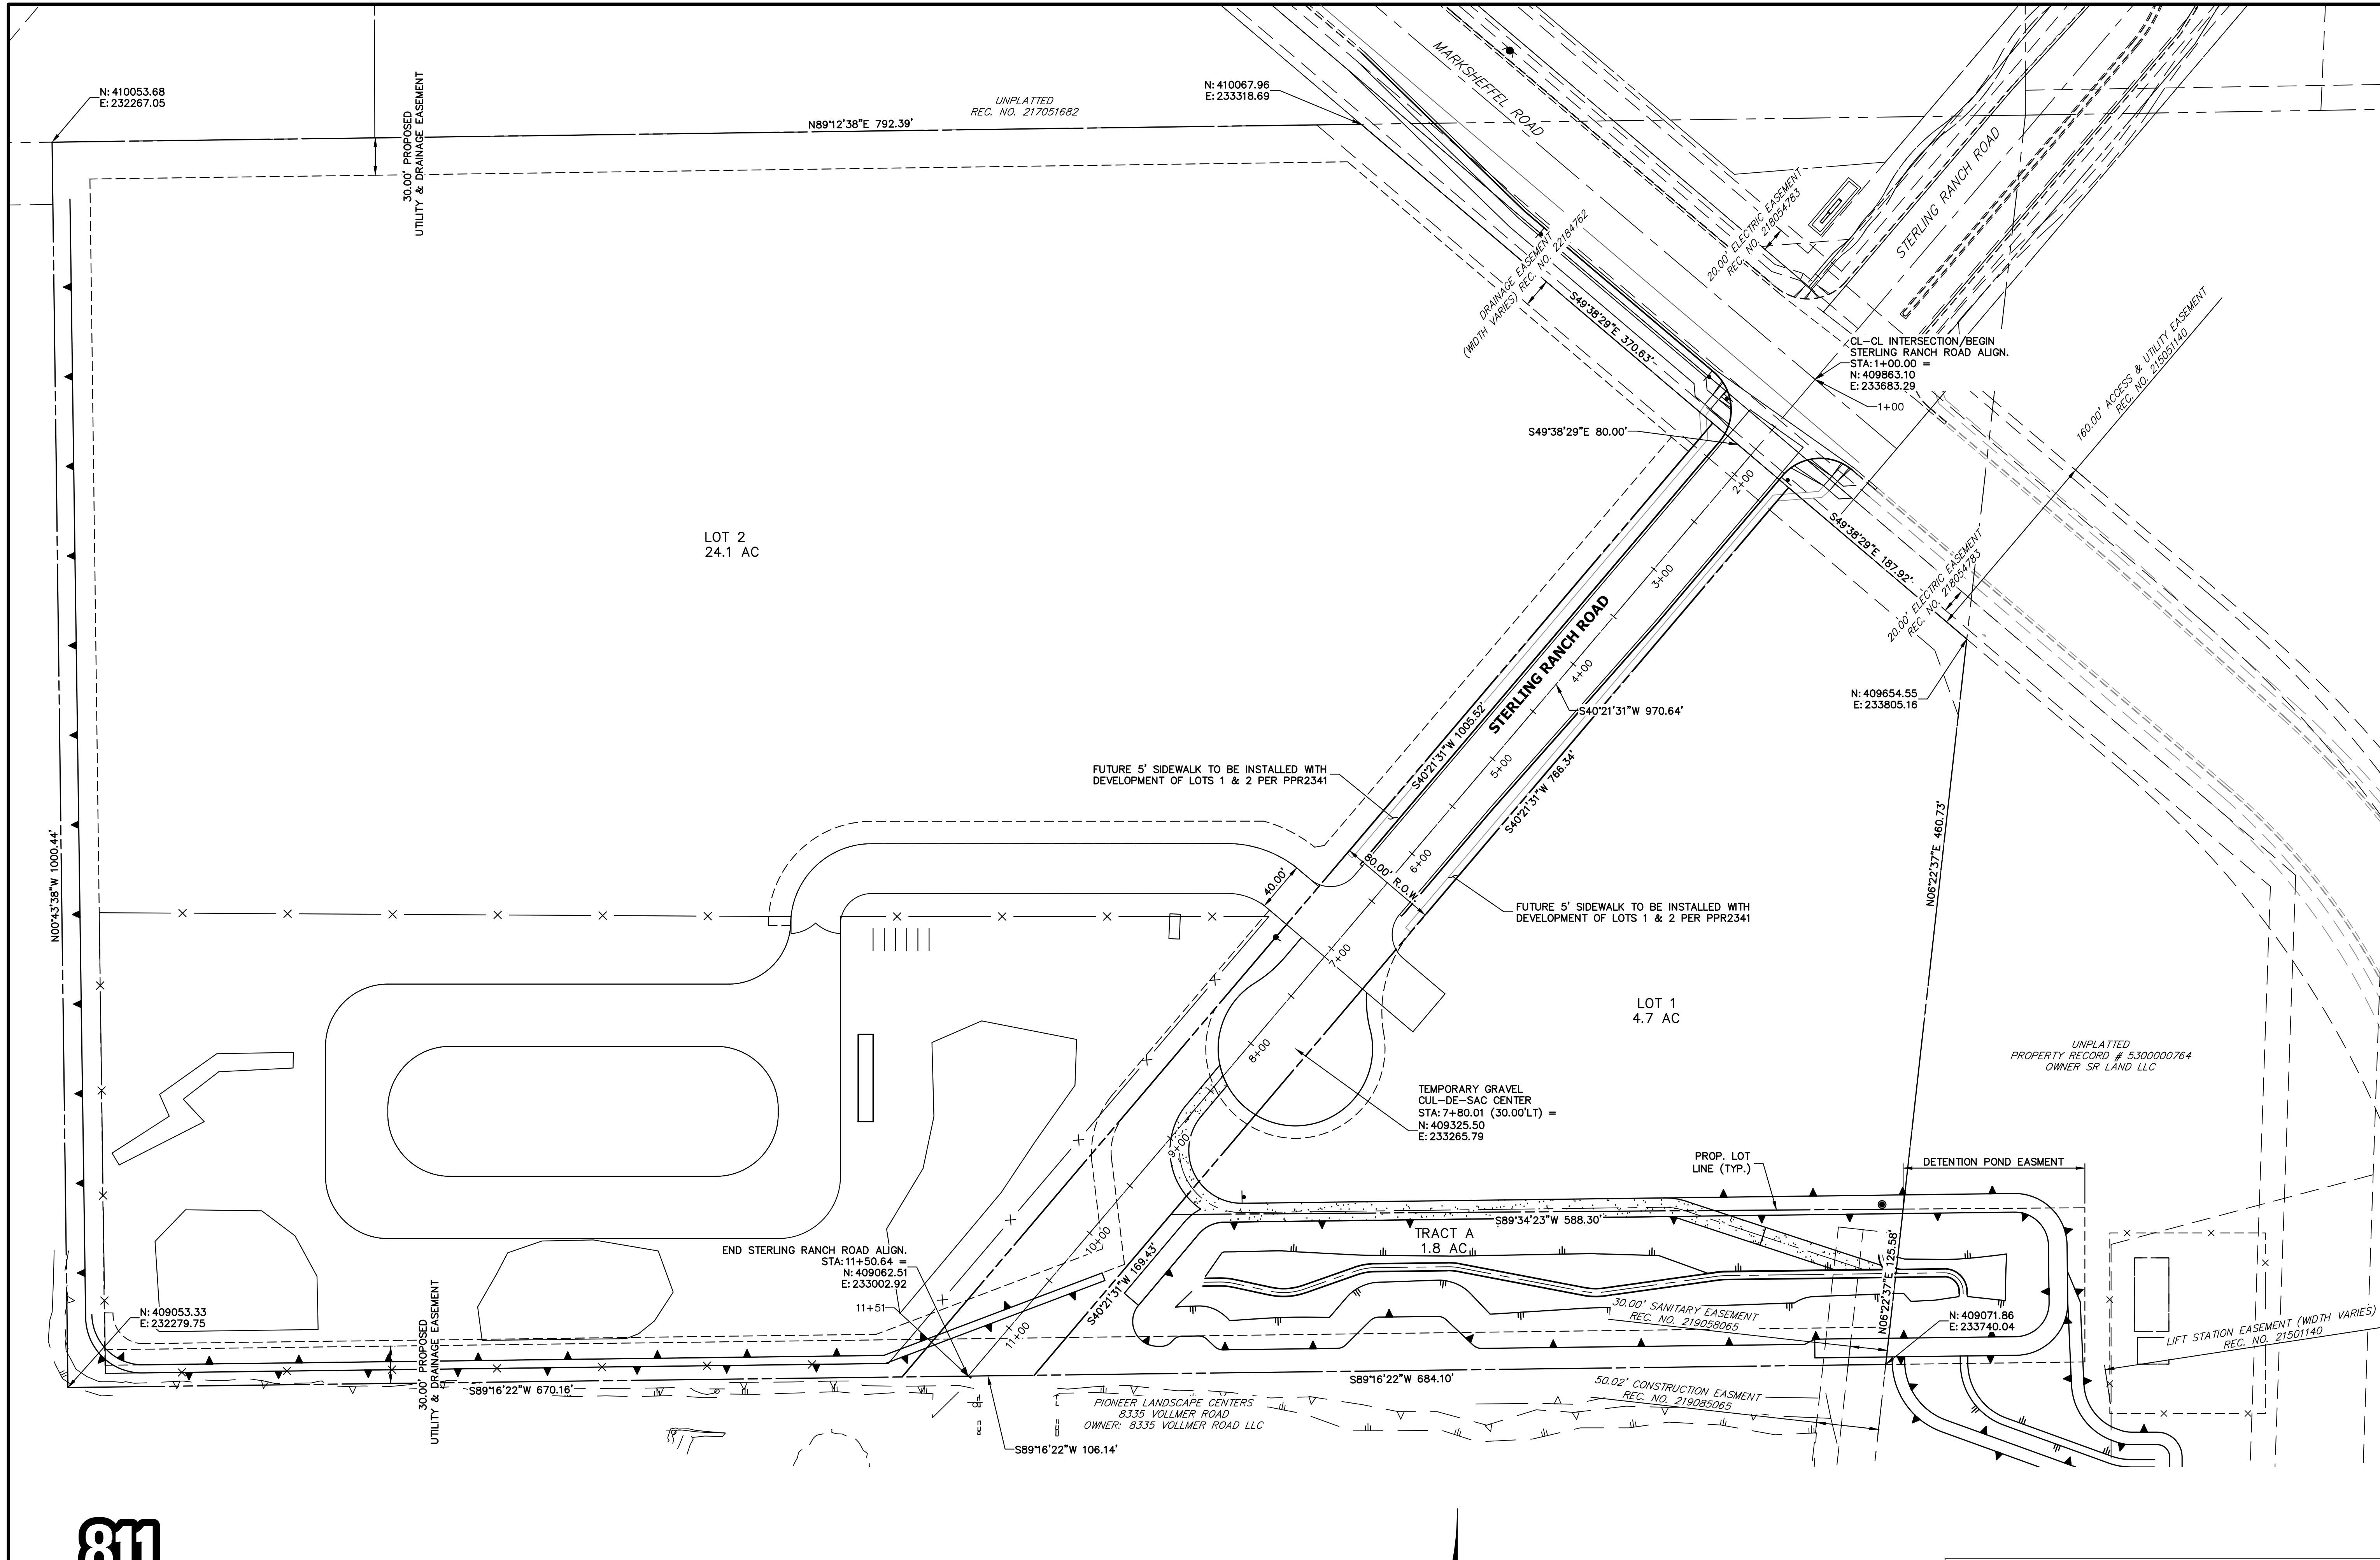 N: 410053.68
E: 232267.05
30.00' PROPOSED
UTILITY & DRAINAGE EASEMENT
N89°12'38"E 792.39'
UNPLATTED
REC. NO. 217051682
N: 410067.96
E: 233318.69
MARKSHEFFEL ROAD
STERLING RANCH ROAD
20.00' ELECTRIC EASEMENT
REC. NO. 218054783
DRAINAGE EASEMENT
(WIDTH VARIES) REC. NO. 22184762
S49°38'29"E 370.63'
CL-CL INTERSECTION/BEGIN
STERLING RANCH ROAD ALIGN.
STA: 1+00.00 =
N: 409863.10
E: 233683.29
1+00
160.00' ACCESS & UTILITY EASEMENT
REC. NO. 215051140
S49°38'29"E 80.00'
2+00
S49°38'29"E 187.92'
20.00' ELECTRIC EASEMENT
REC. NO. 218054783
LOT 2
24.1 AC
3+00
STERLING RANCH ROAD
4+00
S40°21'31"W 970.64'
N: 409654.55
E: 233805.16
S40°21'31"W 1005.52'
5+00
S40°21'31"W 766.34'
FUTURE 5' SIDEWALK TO BE INSTALLED WITH
DEVELOPMENT OF LOTS 1 & 2 PER PPR2341
N06°22'37"E 460.73'
N00°43'38"W 1000.44'
6+00
80.00' R.O.W.
40.00'
FUTURE 5' SIDEWALK TO BE INSTALLED WITH
DEVELOPMENT OF LOTS 1 & 2 PER PPR2341
7+00
LOT 1
4.7 AC
8+00
UNPLATTED
PROPERTY RECORD # 5300000764
OWNER SR LAND LLC
TEMPORARY GRAVEL
CUL-DE-SAC CENTER
STA: 7+80.01 (30.00'LT) =
N: 409325.50
E: 233265.79
9+00
PROP. LOT
LINE (TYP.)
DETENTION POND EASMENT
S89°34'23"W 588.30'
TRACT A
1.8 AC
10+00
END STERLING RANCH ROAD ALIGN.
STA: 11+50.64 =
N: 409062.51
E: 233002.92
11+51
S40°21'31"W 169.43'
N06°22'37"E 125.58'
30.00' SANITARY EASEMENT
REC. NO. 219058065
N: 409053.33
E: 232279.75
11+00
N: 409071.86
E: 233740.04
LIFT STATION EASEMENT (WIDTH VARIES)
REC. NO. 21501140
30.00' PROPOSED
UTILITY & DRAINAGE EASEMENT
S89°16'22"W 670.16'
S89°16'22"W 684.10'
PIONEER LANDSCAPE CENTERS
8335 VOLLMER ROAD
OWNER: 8335 VOLLMER ROAD LLC
50.02' CONSTRUCTION EASMENT
REC. NO. 219085065
S89°16'22"W 106.14'
811